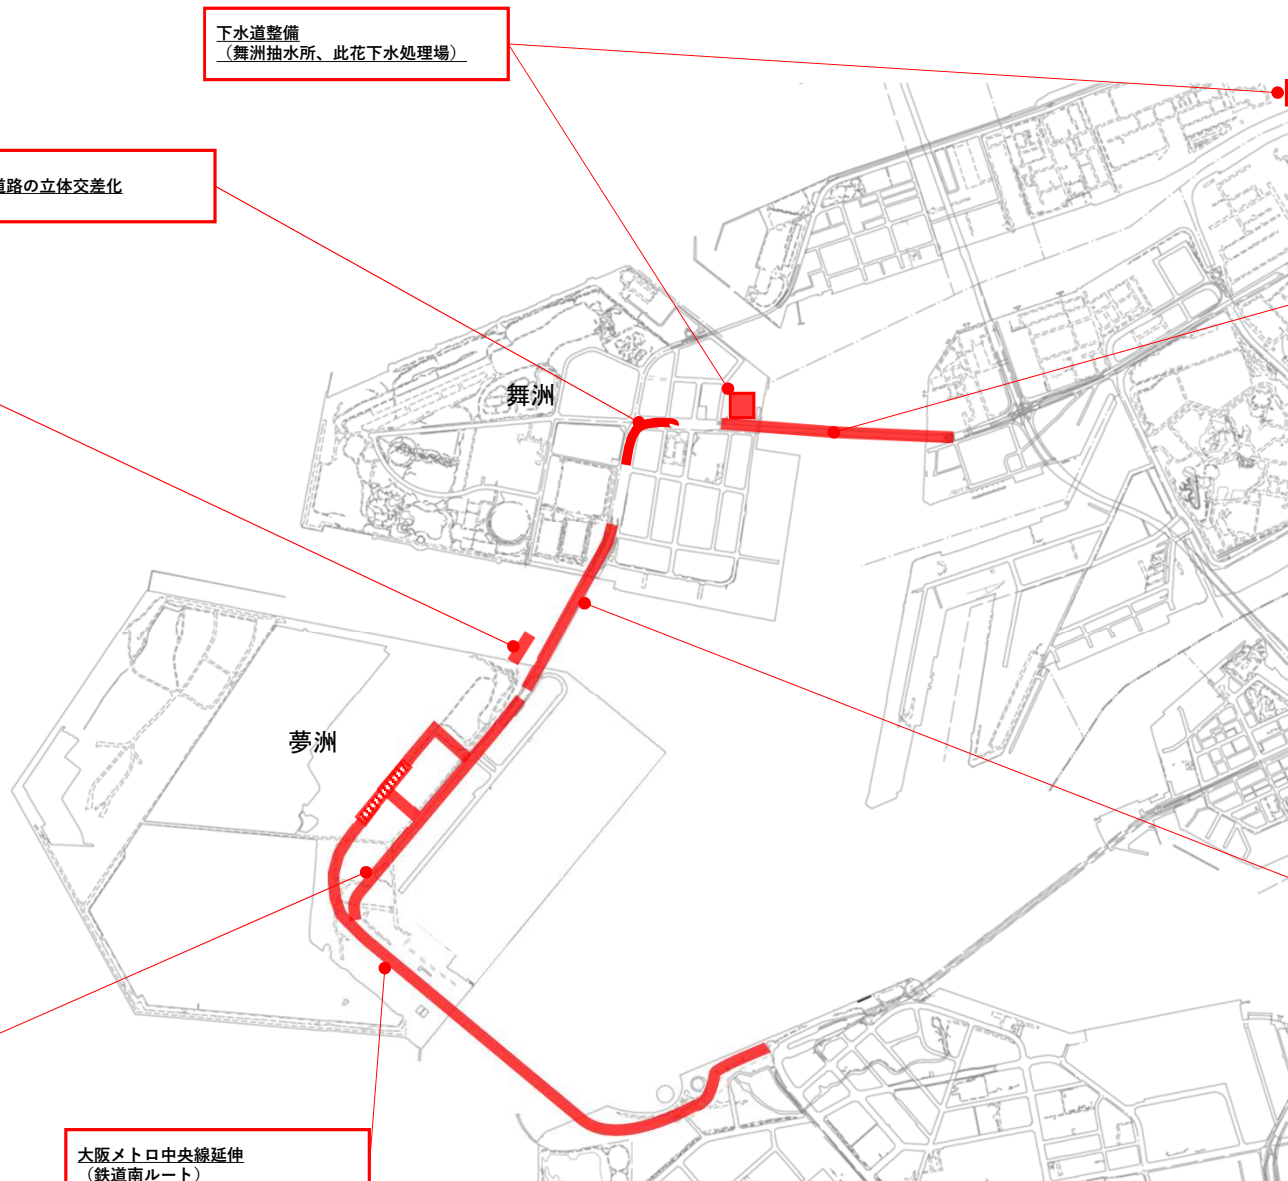 下水道整備
（舞洲抽水所、此花下水処理場）
道路の立体交差化
舞洲
夢洲
大阪メトロ中央線延伸
（鉄道南ルート）